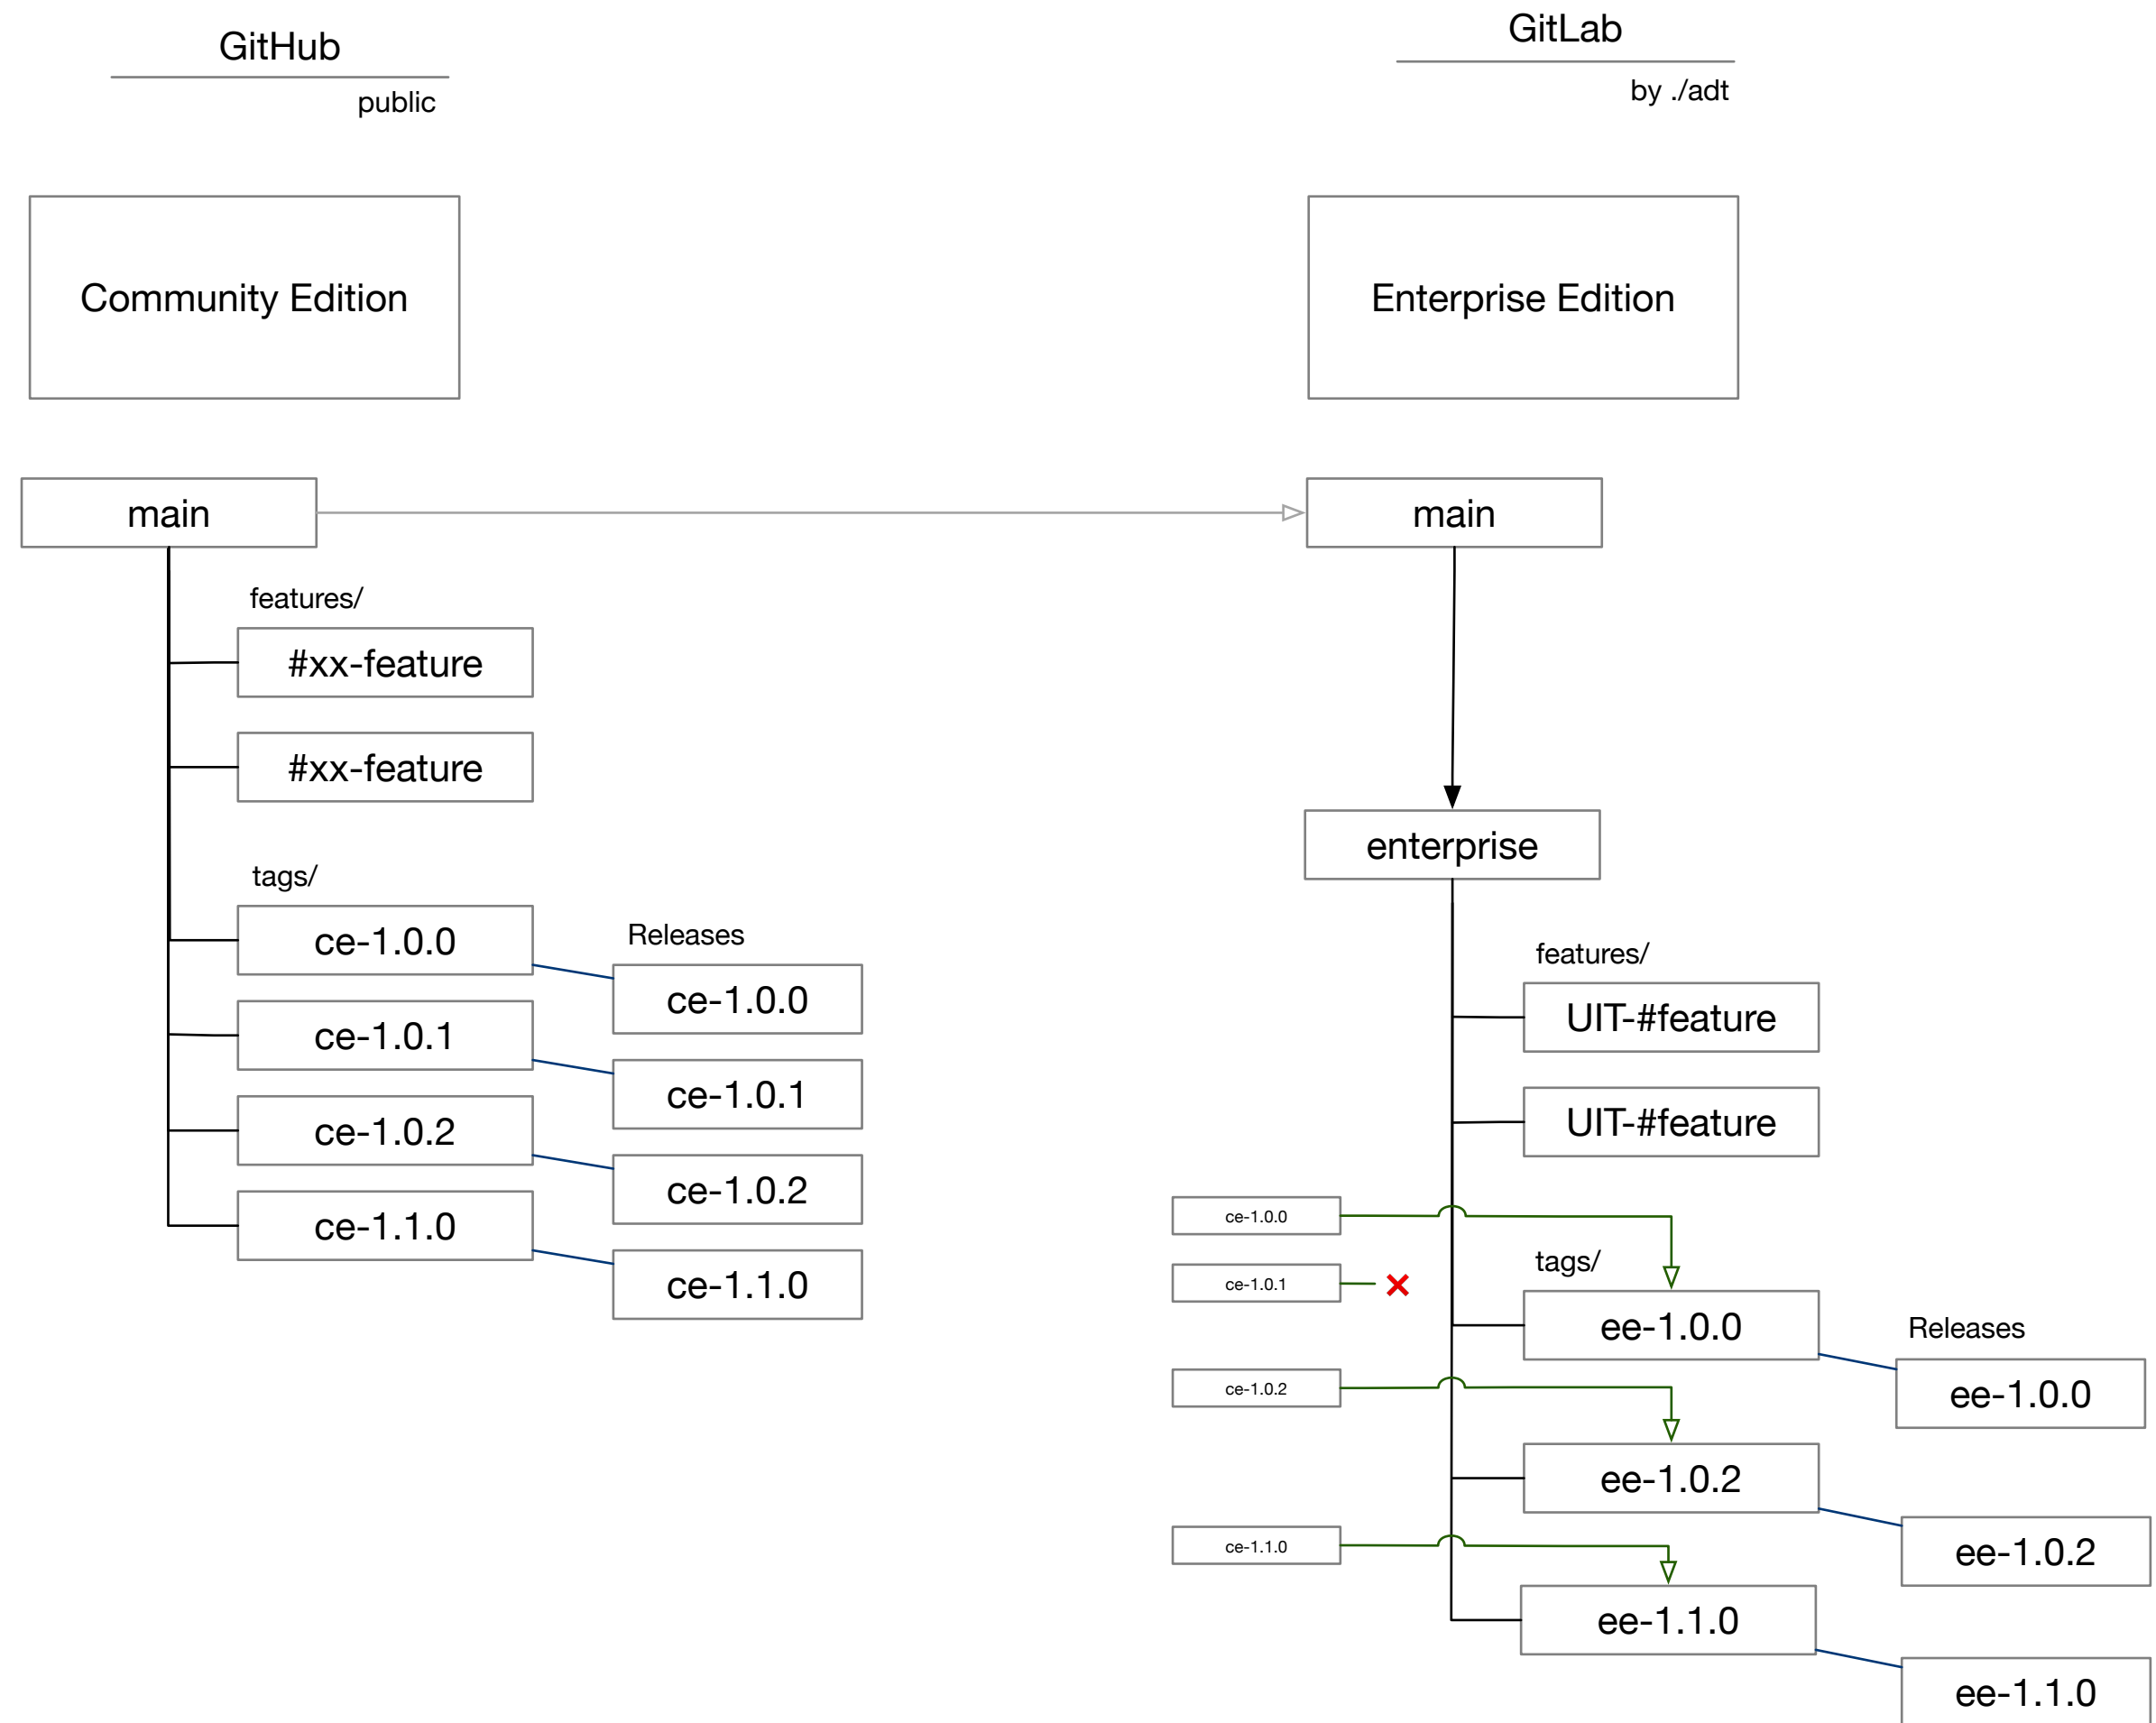 GitHub
public
Community Edition
main
features/
#xx-feature
#xx-feature
tags/
ce-1.0.0
ce-1.0.1
ce-1.0.2
ce-1.1.0
Releases
ce-1.0.0
ce-1.0.1
ce-1.0.2
ce-1.1.0
GitLab
by ./adt
Enterprise Edition
main
enterprise
features/
UIT-#feature
UIT-#feature
ce-1.0.0
ce-1.0.1
ce-1.0.2
ce-1.1.0
tags/
ee-1.0.0
ee-1.0.2
ee-1.1.0
Releases
ee-1.0.0
ee-1.0.2
ee-1.1.0